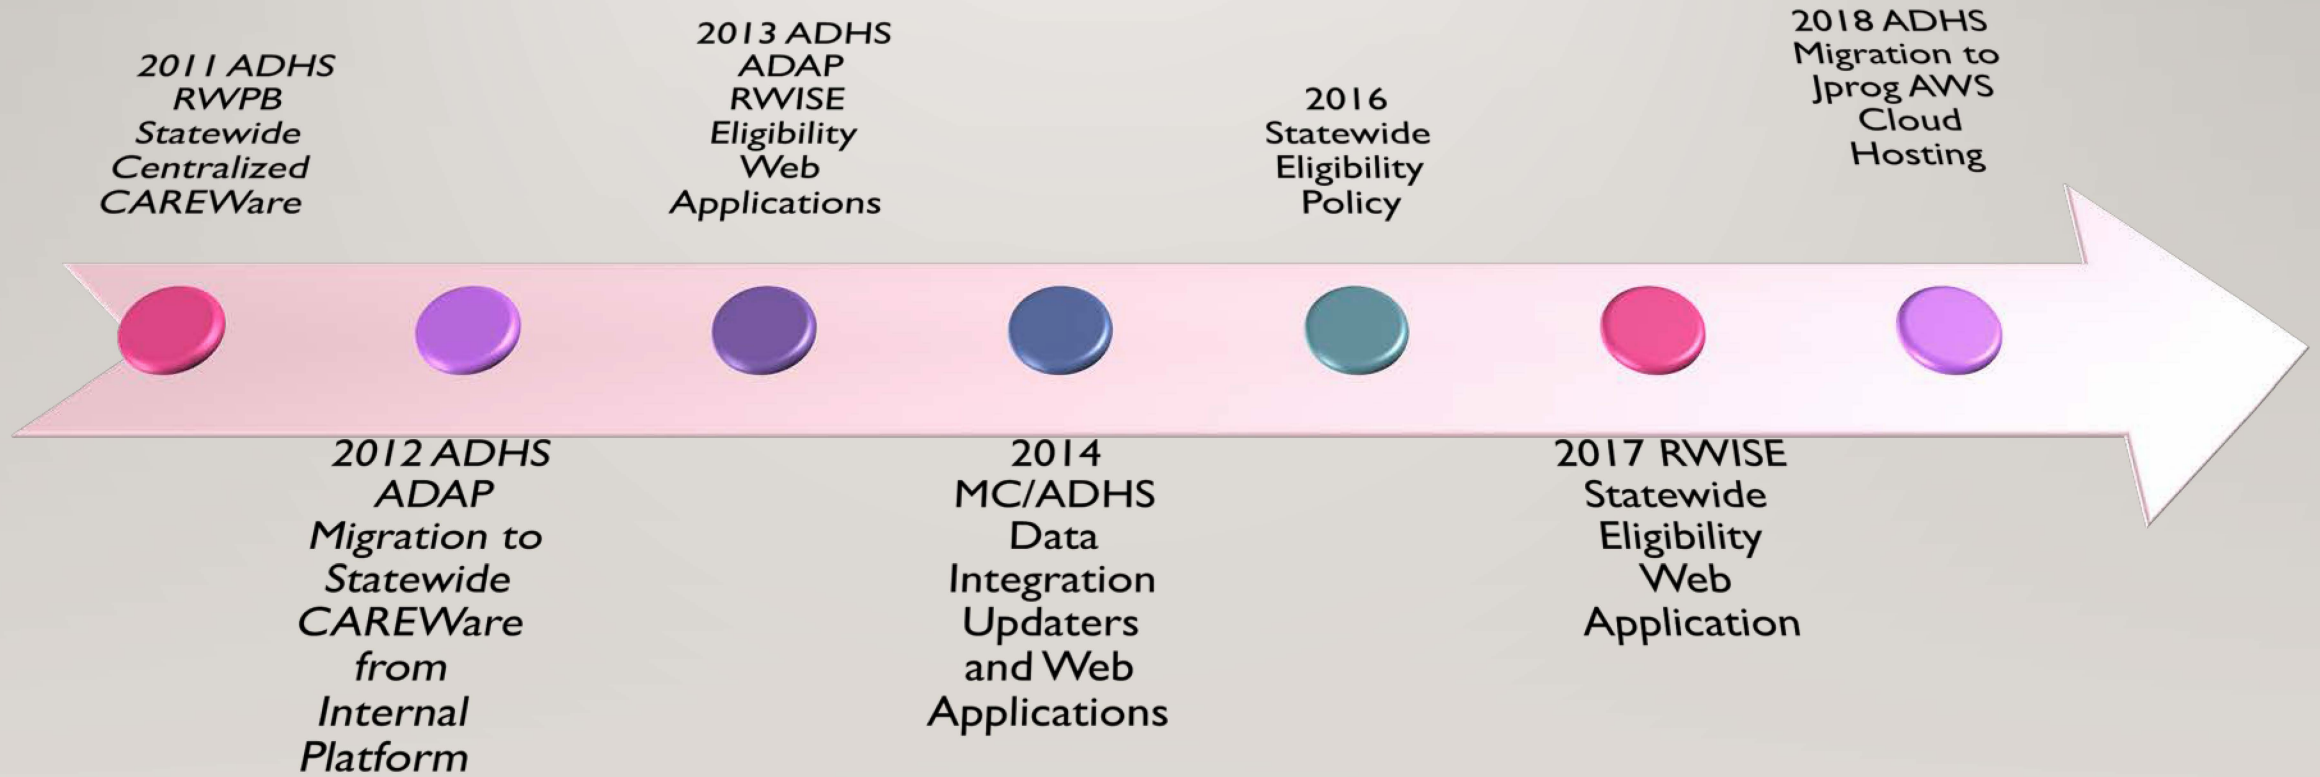 2011 ADHS
RWPB
Statewide
Centralized
CAREWare
2012 ADHS
ADAP
Migration to
Statewide
CAREWare
from
Internal
Platform
2013 ADHS
ADAP
RWISE
Eligibility
Web
Applications
2014
MC/ADHS
Data
Integration
Updaters
and Web
Applications
2016
Statewide
Eligibility
Policy
2017 RWISE
Statewide
Eligibility
Web
Application
2018 ADHS
Migration to
Jprog AWS
Cloud
Hosting